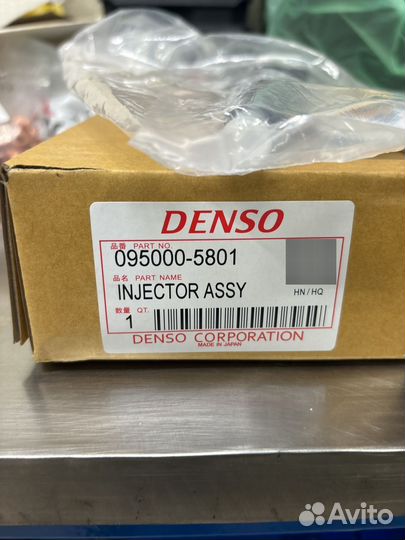 DENSO
品番 PART NO.
095000-5801
品名 PART NAME
INJECTOR ASSY
HN / HQ
数量 QT.
1
DENSO CORPORATION
MADE IN JAPAN
Avito